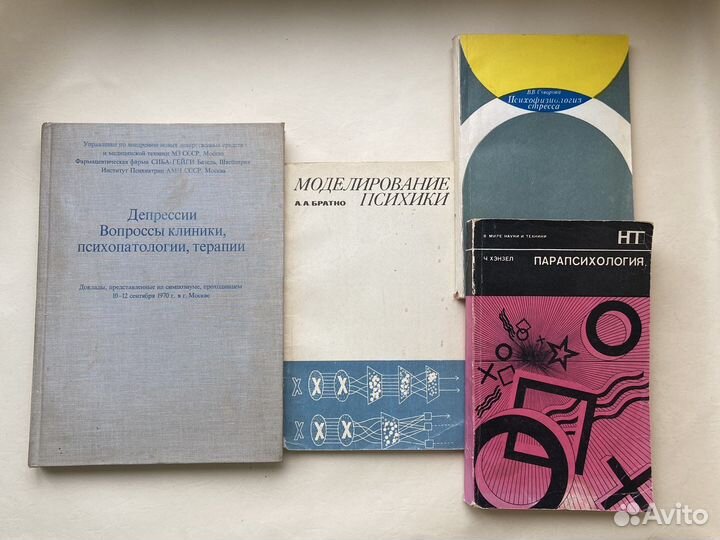 Управление по внедрению новых лекарственных средств
и медицинской техники МЗ СССР, Москва
Фармацевтическая фирма СИБА-ГЕЙГИ Базель, Швейцария
Институт Психиатрии АМН СССР, Москва
Депрессии
Вопросы клиники,
психопатологии, терапии
Доклады, представленные на симпозиуме, проходившем
10–12 сентября 1970 г. в г. Москве
МОДЕЛИРОВАНИЕ
А.А.БРАТКО ПСИХИКИ
X X
X X
В.В. Суворова
Психофизиология
стресса
В МИРЕ НАУКИ И ТЕХНИКИ
НТ
Ч. ХЭНЗЕЛ
ПАРАПСИХОЛОГИЯ
Avito